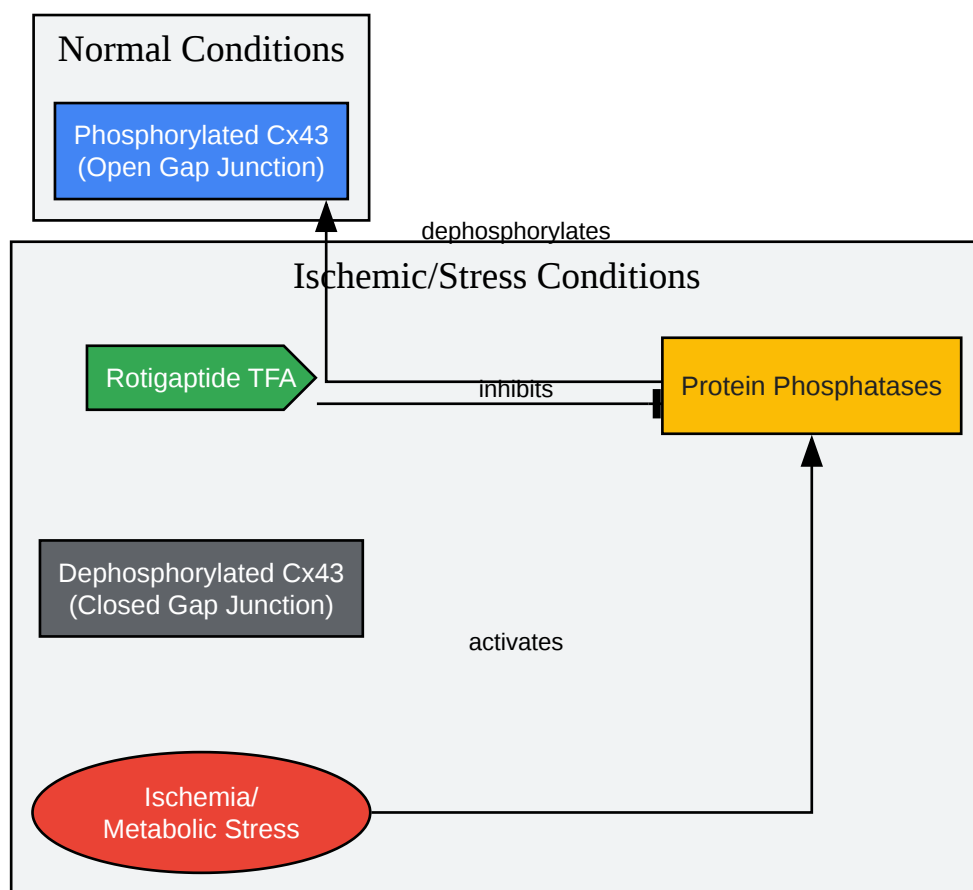 Normal Conditions
Phosphorylated Cx43
(Open Gap Junction)
dephosphorylates
Ischemic/Stress Conditions
Rotigaptide TFA
inhibits
Protein Phosphatases
Dephosphorylated Cx43
(Closed Gap Junction)
activates
Ischemia/
Metabolic Stress